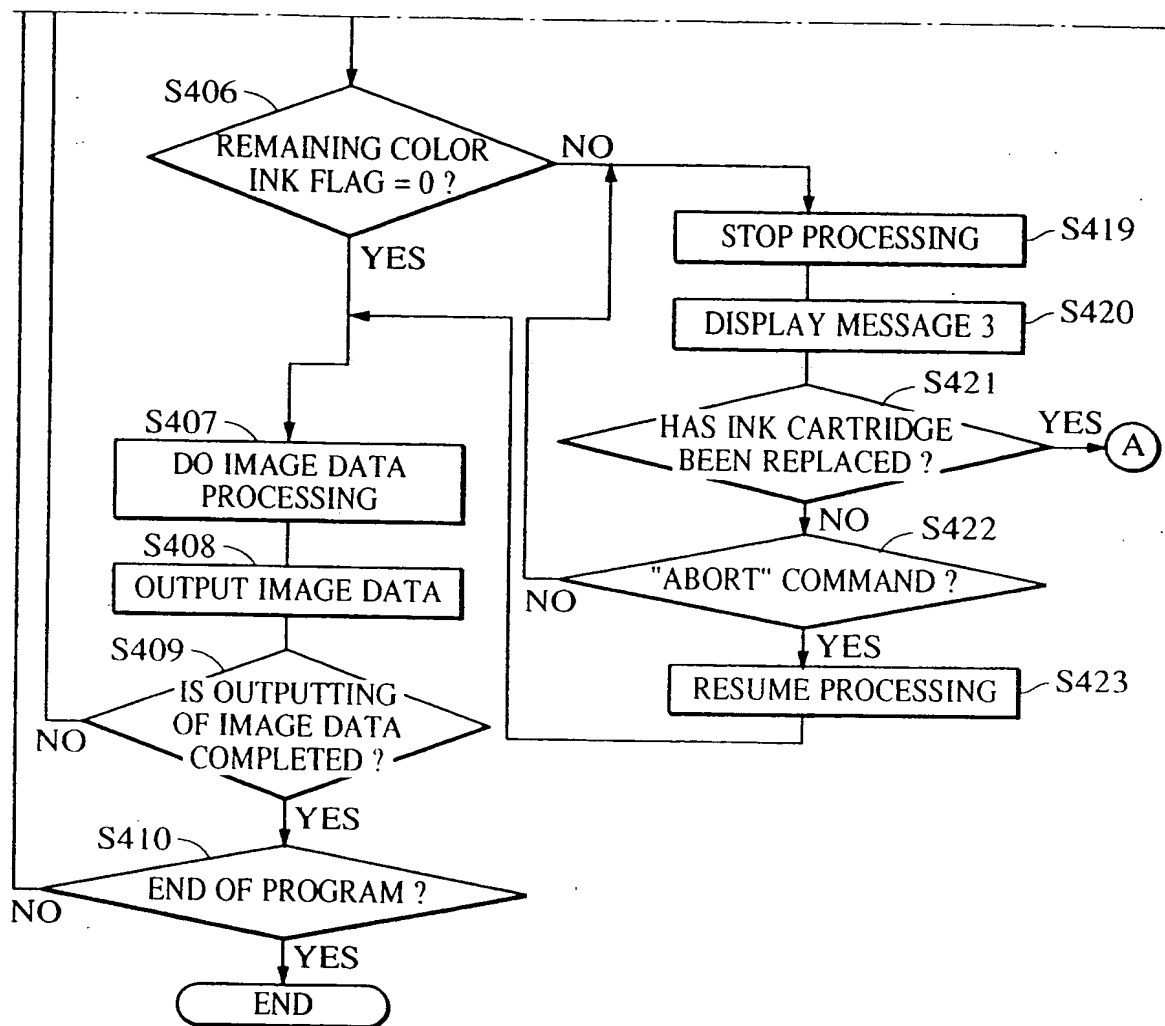 S406
REMAINING COLOR
INK FLAG = 0 ?
NO
YES
STOP PROCESSING
S419
DISPLAY MESSAGE 3
S420
S421
HAS INK CARTRIDGE
BEEN REPLACED ?
YES
A
NO
S422
"ABORT" COMMAND ?
NO
YES
RESUME PROCESSING
S423
S407
DO IMAGE DATA
PROCESSING
S408
OUTPUT IMAGE DATA
S409
IS OUTPUTTING
OF IMAGE DATA
COMPLETED ?
NO
YES
S410
END OF PROGRAM ?
NO
YES
END